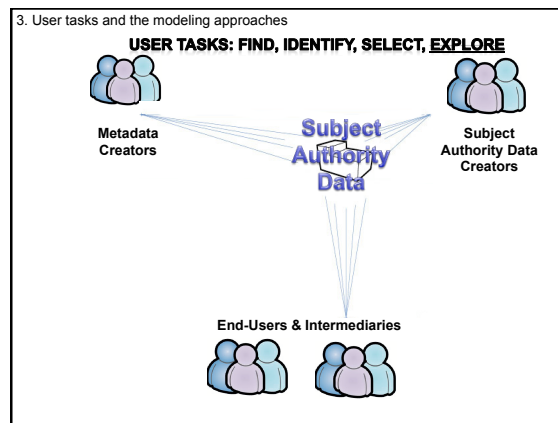 3. User tasks and the modeling approaches
USER TASKS: FIND, IDENTIFY, SELECT, EXPLORE
Metadata
Creators
Subject
Authority
Data
Subject
Authority Data
Creators
End-Users & Intermediaries